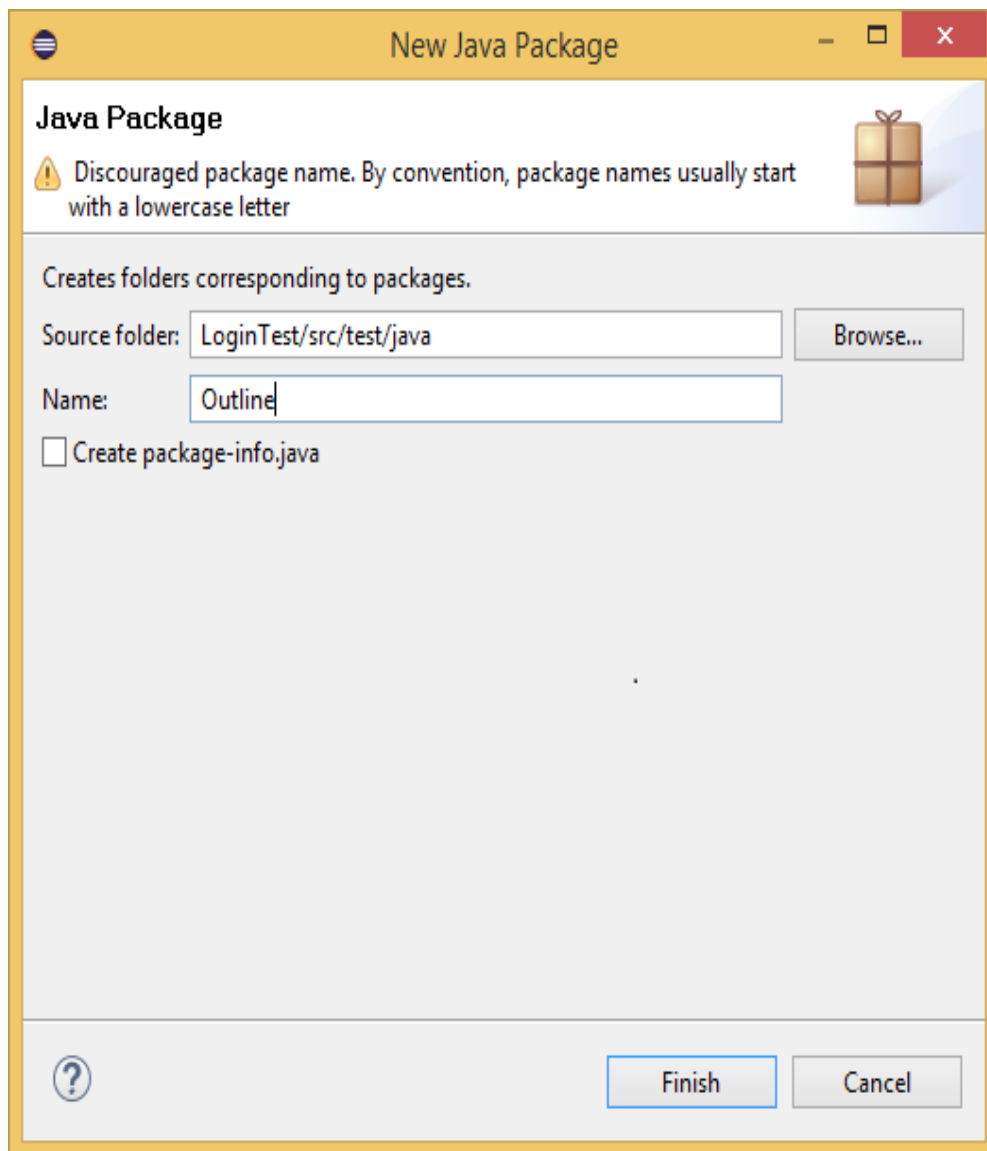 New Java Package
Java Package
Discouraged package name. By convention, package names usually start
with a lowercase letter
Creates folders corresponding to packages.
Source folder: LoginTest/src/test/java Browse...
Name: Outline
Create package-info.java
Finish Cancel